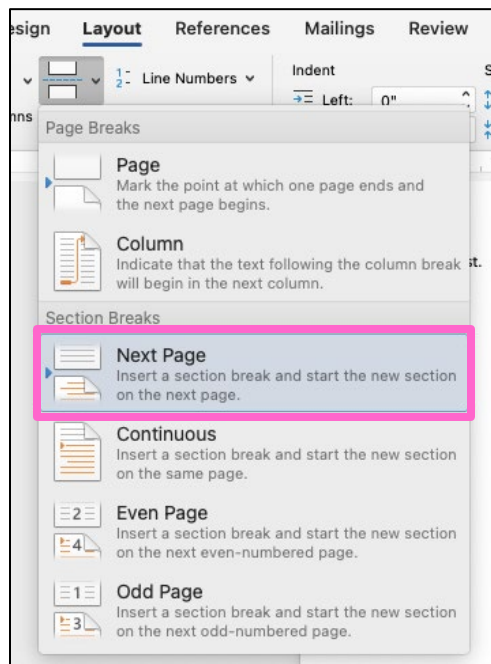 Layout References Mailings Review
Line Numbers
Indent
Left: 0"
Page Breaks
Page
Mark the point at which one page ends and
the next page begins.
Column
Indicate that the text following the column break
will begin in the next column.
Section Breaks
Next Page
Insert a section break and start the new section
on the next page.
Continuous
Insert a section break and start the new section
on the same page.
2
4
Even Page
Insert a section break and start the new section
on the next even-numbered page.
1
3
Odd Page
Insert a section break and start the new section
on the next odd-numbered page.